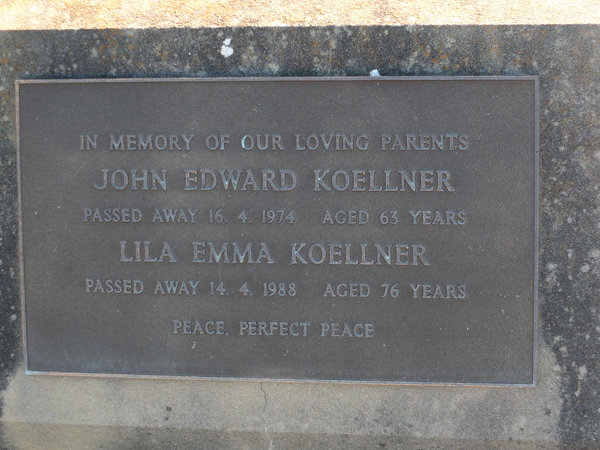 IN MEMORY OF OUR LOVING PARENTS
JOHN EDWARD KOELLNER
PASSED AWAY 16. 4. 1974 AGED 63 YEARS
LILA EMMA KOELLNER
PASSED AWAY 14. 4. 1988 AGED 76 YEARS
PEACE, PERFECT PEACE